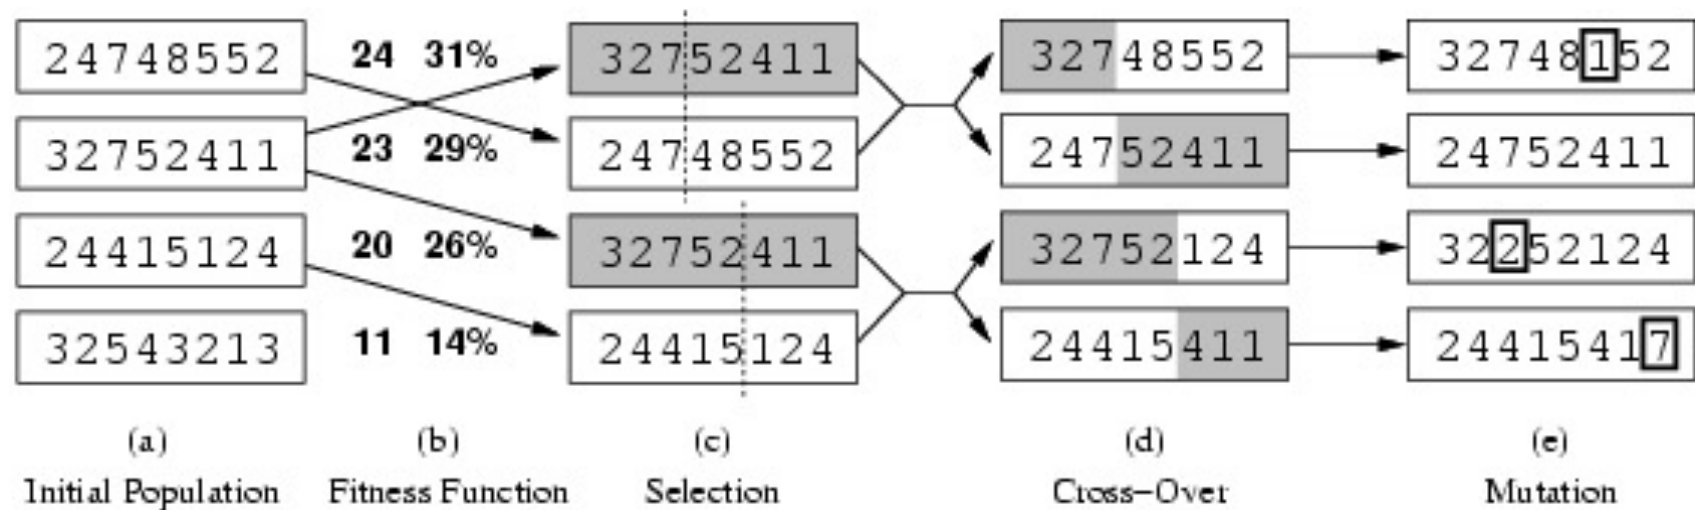 24748552 24 31% 32752411 32748552 32748152
32752411 23 29% 24748552 24752411 24752411
24415124 20 26% 32752411 32752124 32252124
32543213 11 14% 24415124 24415411 24415417
(a) (b) (c) (d) (e)
Initial Population Fitness Function Selection Cross–Over Mutation